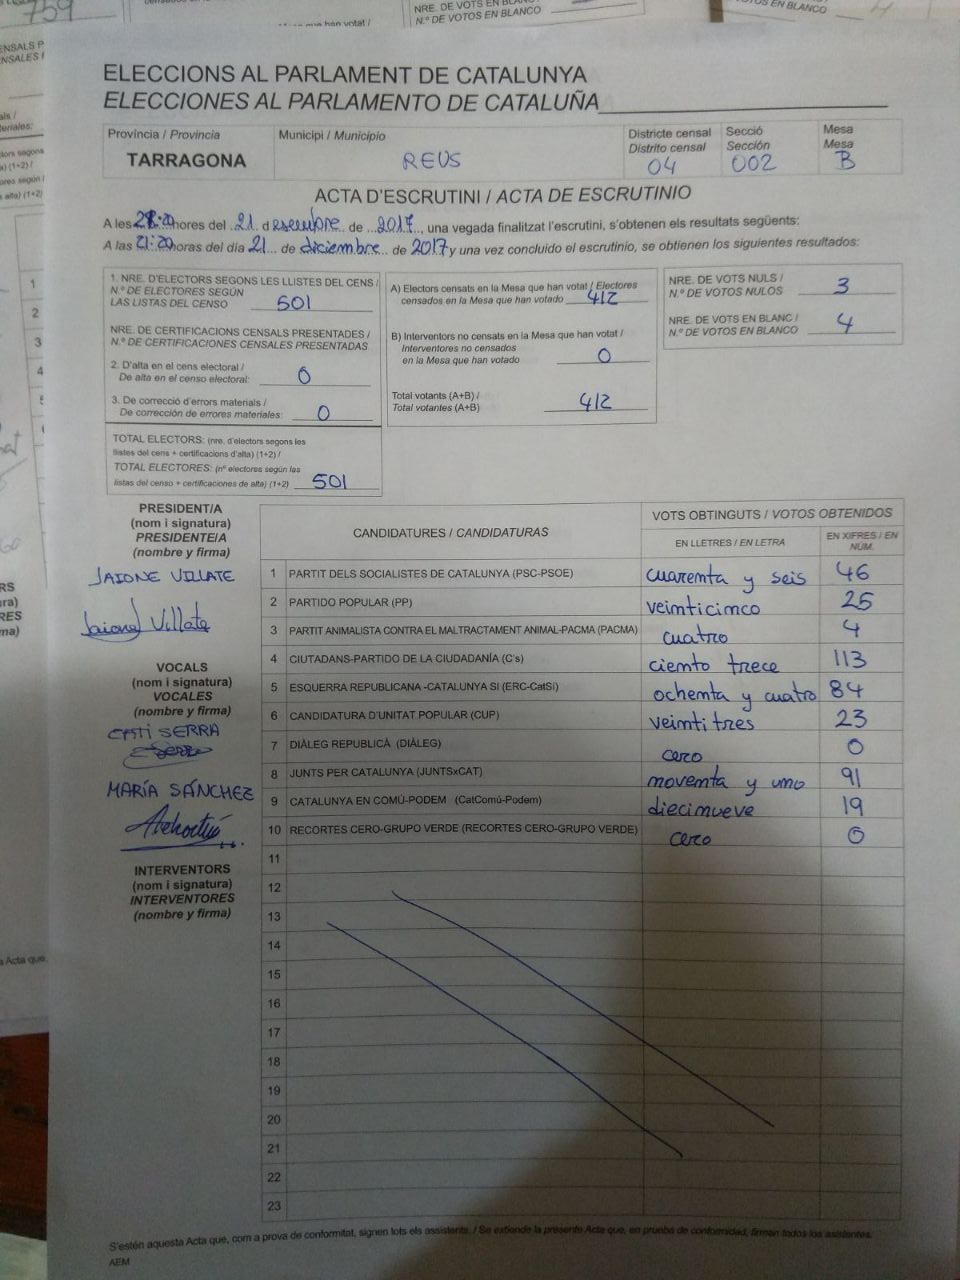 759
NRE. DE VOTS EN BLANC
N.º DE VOTOS EN BLANCO
ELECCIONS AL PARLAMENT DE CATALUNYA
ELECCIONES AL PARLAMENTO DE CATALUÑA
Província / Provincia
TARRAGONA
Municipi / Municipio
REUS
Districte censal
Distrito censal
04
Secció
Sección
002
Mesa
Mesa
B
ACTA D'ESCRUTINI / ACTA DE ESCRUTINIO
A les 21:20 hores del 21 d desembre de 2017, una vegada finalitzat l'escrutini, s'obtenen els resultats següents:
A las 21:20 horas del día 21 de diciembre de 2017 y una vez concluido el escrutinio, se obtienen los siguientes resultados:
1. NRE. D'ELECTORS SEGONS LES LLISTES DEL CENS /
N.º DE ELECTORES SEGÚN
LAS LISTAS DEL CENSO 501
NRE. DE CERTIFICACIONS CENSALS PRESENTADES /
N.º DE CERTIFICACIONES CENSALES PRESENTADAS
2. D'alta en el cens electoral /
De alta en el censo electoral: 0
3. De correcció d'errors materials /
De corrección de errores materiales: 0
TOTAL ELECTORS: (nre. d'electors segons les
llistes del cens + certificacions d'alta) (1+2) /
TOTAL ELECTORES: (nº electores según las
listas del censo + certificaciones de alta) (1+2) 501
A) Electors censats en la Mesa que han votat / Electores
censados en la Mesa que han votado 412
B) Interventors no censats en la Mesa que han votat /
Interventores no censados
en la Mesa que han votado 0
Total votants (A+B) /
Total votantes (A+B) 412
NRE. DE VOTS NULS /
N.º DE VOTOS NULOS 3
NRE. DE VOTS EN BLANC /
N.º DE VOTOS EN BLANCO 4
PRESIDENT/A
(nom i signatura)
PRESIDENTE/A
(nombre y firma)
JAIONE VILLATE
Jaione Villate
VOCALS
(nom i signatura)
VOCALES
(nombre y firma)
ESTI SERRA
MARÍA SÁNCHEZ
INTERVENTORS
(nom i signatura)
INTERVENTORES
(nombre y firma)
CANDIDATURES / CANDIDATURAS
VOTS OBTINGUTS / VOTOS OBTENIDOS
EN LLETRES / EN LETRA
EN XIFRES / EN
NÚM.
1 PARTIT DELS SOCIALISTES DE CATALUNYA (PSC-PSOE) cuarenta y seis 46
2 PARTIDO POPULAR (PP) veinticinco 25
3 PARTIT ANIMALISTA CONTRA EL MALTRACTAMENT ANIMAL-PACMA (PACMA) cuatro 4
4 CIUTADANS-PARTIDO DE LA CIUDADANÍA (C's) ciento trece 113
5 ESQUERRA REPUBLICANA -CATALUNYA SI (ERC-CatSí) ochenta y cuatro 84
6 CANDIDATURA D'UNITAT POPULAR (CUP) veintitres 23
7 DIÀLEG REPUBLICÀ (DIÀLEG) cero 0
8 JUNTS PER CATALUNYA (JUNTSxCAT) noventa y uno 91
9 CATALUNYA EN COMÚ-PODEM (CatComú-Podem) diecinueve 19
10 RECORTES CERO-GRUPO VERDE (RECORTES CERO-GRUPO VERDE) cero 0
11
12
13
14
15
16
17
18
19
20
21
22
23
S'estén aquesta Acta que, com a prova de conformitat, signen tots els assistents. / Se extiende la presente Acta que, en prueba de conformidad, firman todos los asistentes.
AEM